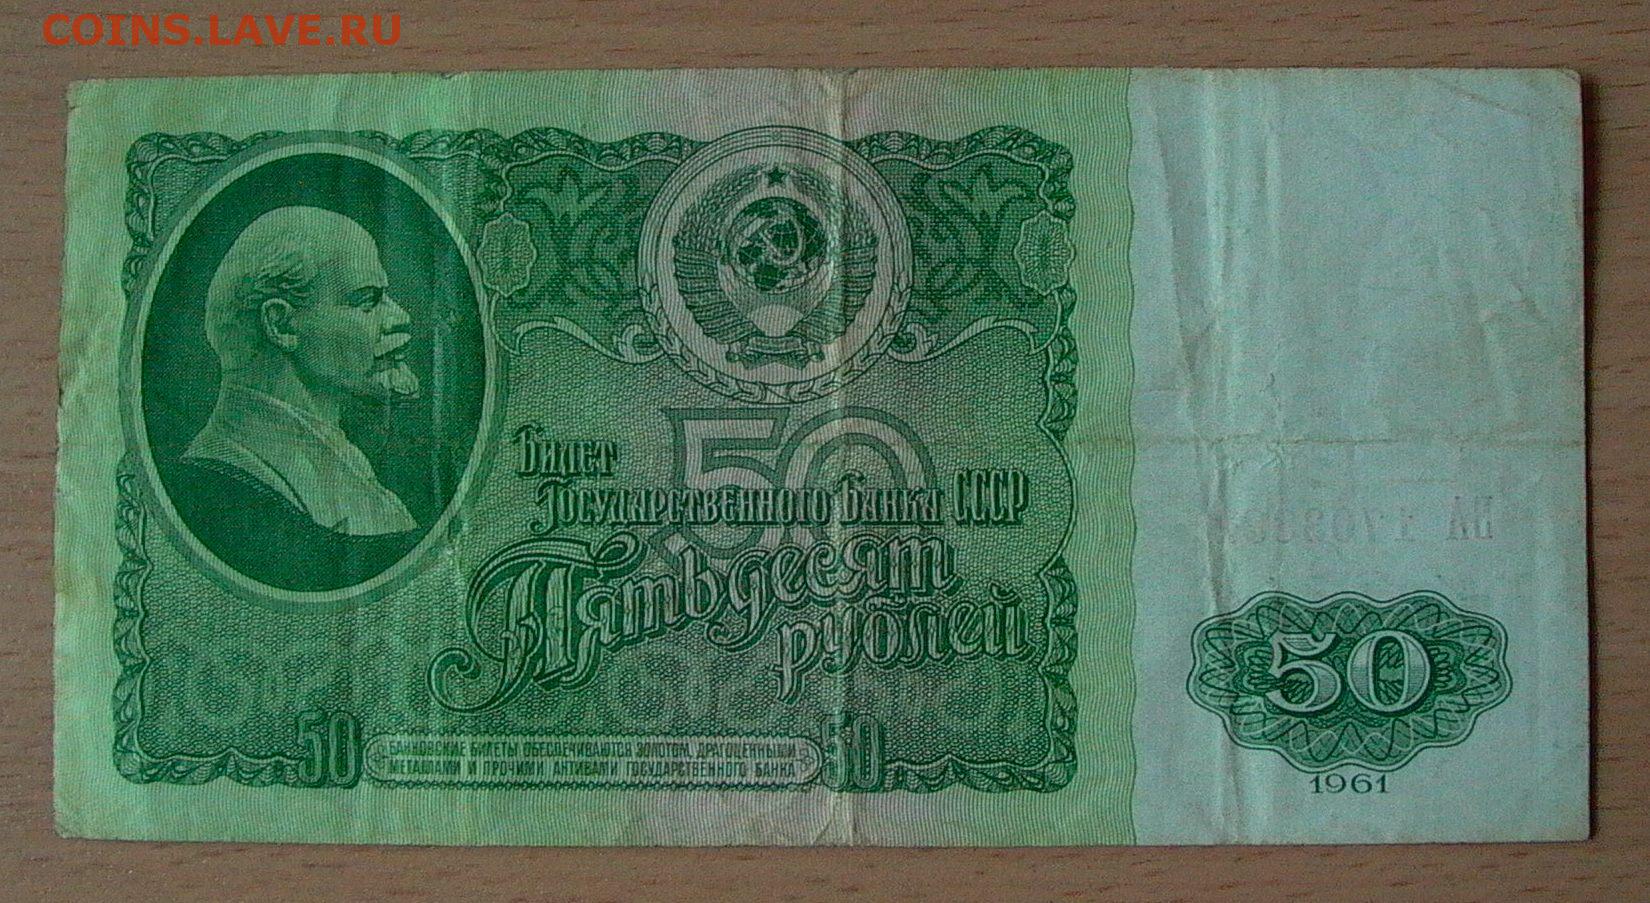 COINS.LAVE.RU
50
Билет
Государственного Банка СССР
Пятьдесят
рублей
50
БАНКОВСКИЕ БИЛЕТЫ ОБЕСПЕЧИВАЮТСЯ ЗОЛОТОМ, ДРАГОЦЕННЫМИ
МЕТАЛЛАМИ И ПРОЧИМИ АКТИВАМИ ГОСУДАРСТВЕННОГО БАНКА
50
50
1961